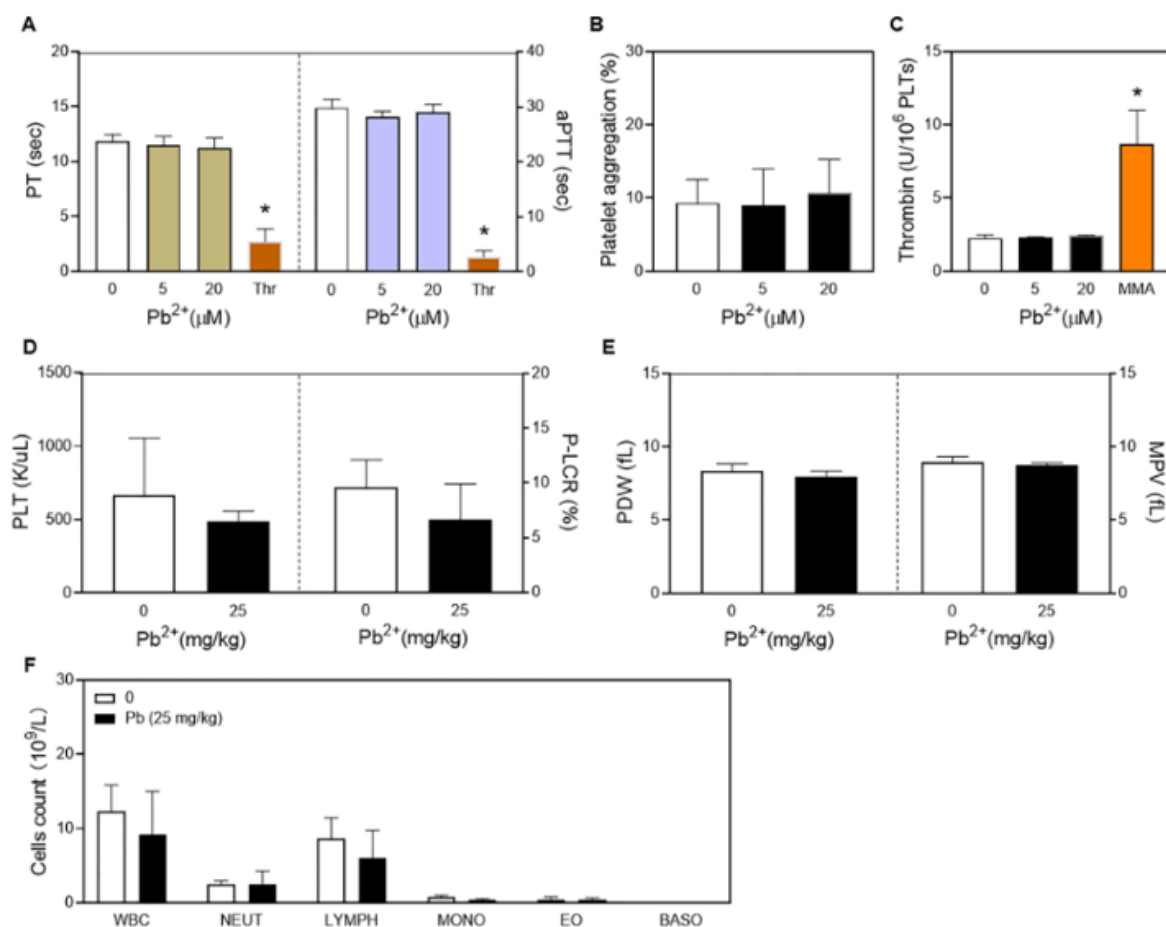 A
B
C
20
15
10
5
0
PT (sec)
40
30
20
10
0
aPTT (sec)
*
*
0 5 20 Thr 0 5 20 Thr
Pb²⁺(μM) Pb²⁺(μM)
30
20
10
0
Platelet aggregation (%)
0 5 20
Pb²⁺(μM)
15
10
5
0
Thrombin (U/10⁶ PLTs)
*
0 5 20 MMA
Pb²⁺(μM)
D
E
1500
1000
500
0
PLT (K/uL)
20
15
10
5
0
P-LCR (%)
0 25 0 25
Pb²⁺(mg/kg) Pb²⁺(mg/kg)
15
10
5
0
PDW (fL)
15
10
5
0
MPV (fL)
0 25 0 25
Pb²⁺(mg/kg) Pb²⁺(mg/kg)
F
30
20
10
0
Cells count (10⁹/L)
0
Pb (25 mg/kg)
WBC NEUT LYMPH MONO EO BASO